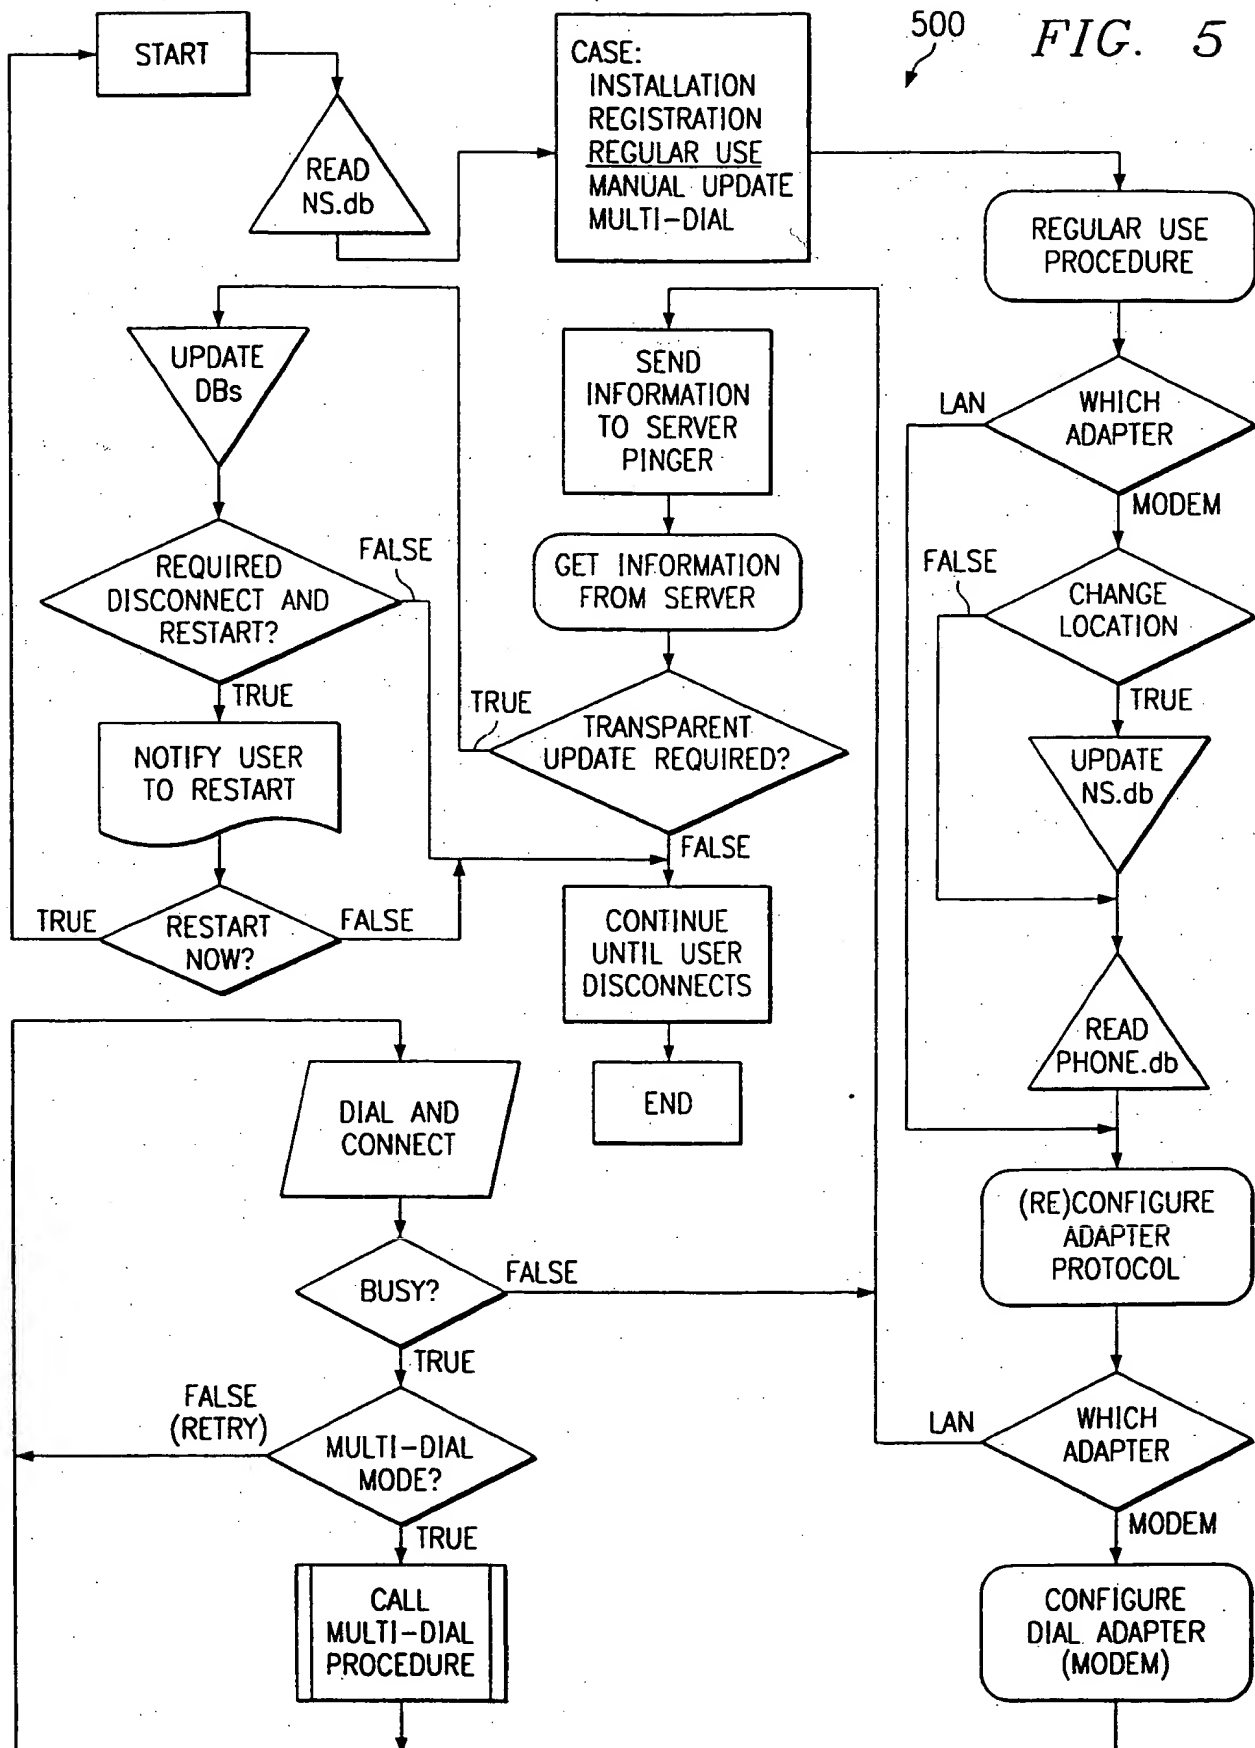 500
FIG. 5
START
READ
NS.db
CASE:
INSTALLATION
REGISTRATION
REGULAR USE
MANUAL UPDATE
MULTI-DIAL
REGULAR USE
PROCEDURE
WHICH
ADAPTER
LAN
MODEM
CHANGE
LOCATION
FALSE
TRUE
UPDATE
NS.db
READ
PHONE.db
(RE)CONFIGURE
ADAPTER
PROTOCOL
WHICH
ADAPTER
LAN
MODEM
CONFIGURE
DIAL ADAPTER
(MODEM)
SEND
INFORMATION
TO SERVER
PINGER
GET INFORMATION
FROM SERVER
TRANSPARENT
UPDATE REQUIRED?
TRUE
FALSE
CONTINUE
UNTIL USER
DISCONNECTS
END
UPDATE
DBs
REQUIRED
DISCONNECT AND
RESTART?
FALSE
TRUE
NOTIFY USER
TO RESTART
RESTART
NOW?
TRUE
FALSE
DIAL AND
CONNECT
BUSY?
FALSE
TRUE
MULTI-DIAL
MODE?
FALSE
(RETRY)
TRUE
CALL
MULTI-DIAL
PROCEDURE